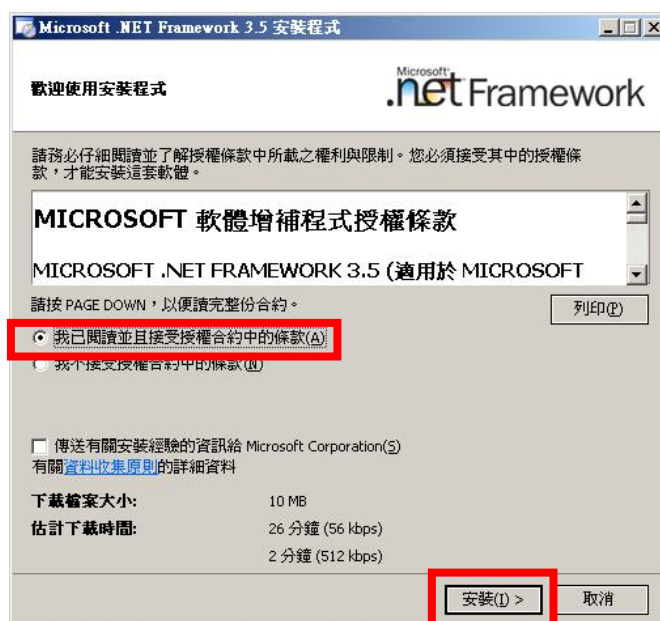 Microsoft .NET Framework 3.5 安裝程式
歡迎使用安裝程式
Microsoft
.net Framework
請務必仔細閱讀並了解授權條款中所載之權利與限制。您必須接受其中的授權條
款，才能安裝這套軟體。
MICROSOFT 軟體增補程式授權條款
MICROSOFT .NET FRAMEWORK 3.5 (適用於 MICROSOFT
請按 PAGE DOWN，以便讀完整份合約。
列印(P)
我已閱讀並且接受授權合約中的條款(A)
我不接受授權合約中的條款(N)
傳送有關安裝經驗的資訊給 Microsoft Corporation(S)
有關資料收集原則的詳細資料
下載檔案大小: 10 MB
估計下載時間: 26 分鐘 (56 kbps)
2 分鐘 (512 kbps)
安裝(I) > 取消